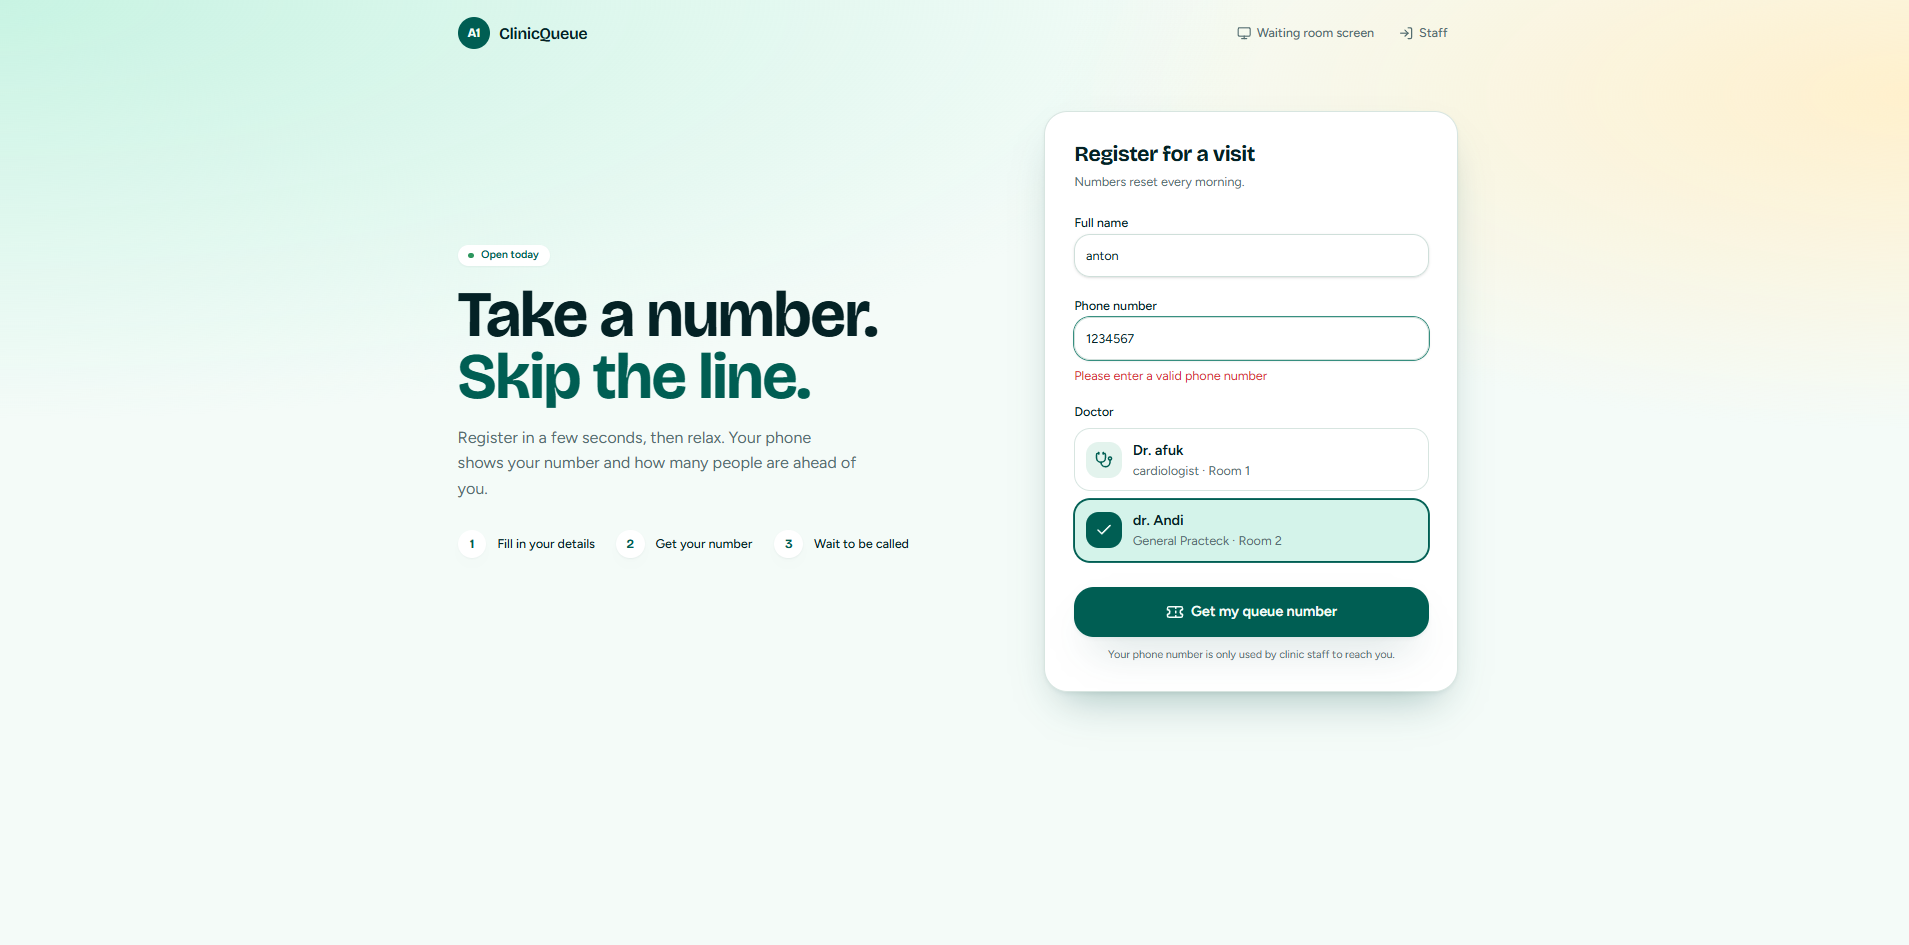 A1 ClinicQueue
Waiting room screen
Staff
Open today
Take a number.
Skip the line.
Register in a few seconds, then relax. Your phone
shows your number and how many people are ahead of
you.
1 Fill in your details
2 Get your number
3 Wait to be called
Register for a visit
Numbers reset every morning.
Full name
anton
Phone number
1234567
Please enter a valid phone number
Doctor
Dr. afuk
cardiologist · Room 1
dr. Andi
General Practeck · Room 2
Get my queue number
Your phone number is only used by clinic staff to reach you.